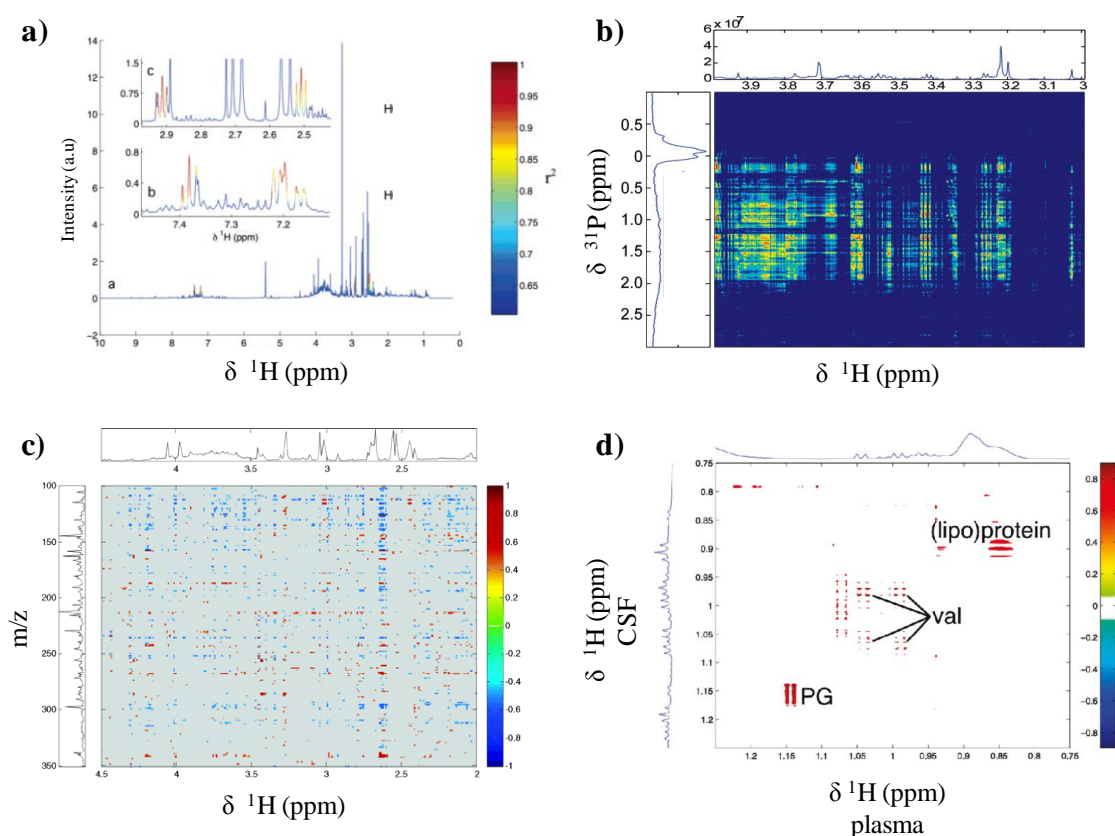 a)
14
12
10
8
6
4
2
0
-2
Intensity (a.u)
c
1.5
0.75
0
2.9 2.8 2.7 2.6 2.5
b
0.8
0.4
0
7.4 7.3 7.2
δ ¹H (ppm)
a
H
H
10 9 8 7 6 5 4 3 2 1 0
δ ¹H (ppm)
1
0.95
0.9
0.85
0.8
0.75
0.7
0.65
r²
b)
6 × 10⁷
4
2
0
3.9 3.8 3.7 3.6 3.5 3.4 3.3 3.2 3.1 3
0.5
0
0.5
1.0
1.5
2.0
2.5
δ ³¹P (ppm)
δ ¹H (ppm)
c)
4 3.5 3 2.5
100
150
200
250
300
350
m/z
4.5 4 3.5 3 2.5 2
δ ¹H (ppm)
1
0.8
0.6
0.4
0.2
0
-0.2
-0.4
-0.6
-0.8
-1
d)
0.75
0.8
0.85
0.9
0.95
1.0
1.05
1.1
1.15
1.2
δ ¹H (ppm)
CSF
(lipo)protein
val
PG
1.2 1.15 1.1 1.05 1.0 0.95 0.9 0.85 0.8 0.75
δ ¹H (ppm)
plasma
0.8
0.6
0.4
0.2
0
-0.2
-0.4
-0.6
-0.8